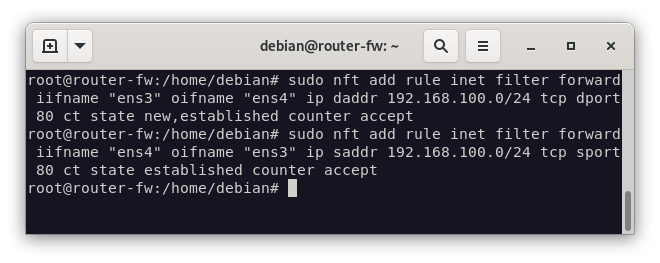 debian@router-fw: ~
root@router-fw:/home/debian# sudo nft add rule inet filter forward
iifname "ens3" oifname "ens4" ip daddr 192.168.100.0/24 tcp dport
80 ct state new,established counter accept
root@router-fw:/home/debian# sudo nft add rule inet filter forward
iifname "ens4" oifname "ens3" ip saddr 192.168.100.0/24 tcp sport
80 ct state established counter accept
root@router-fw:/home/debian#